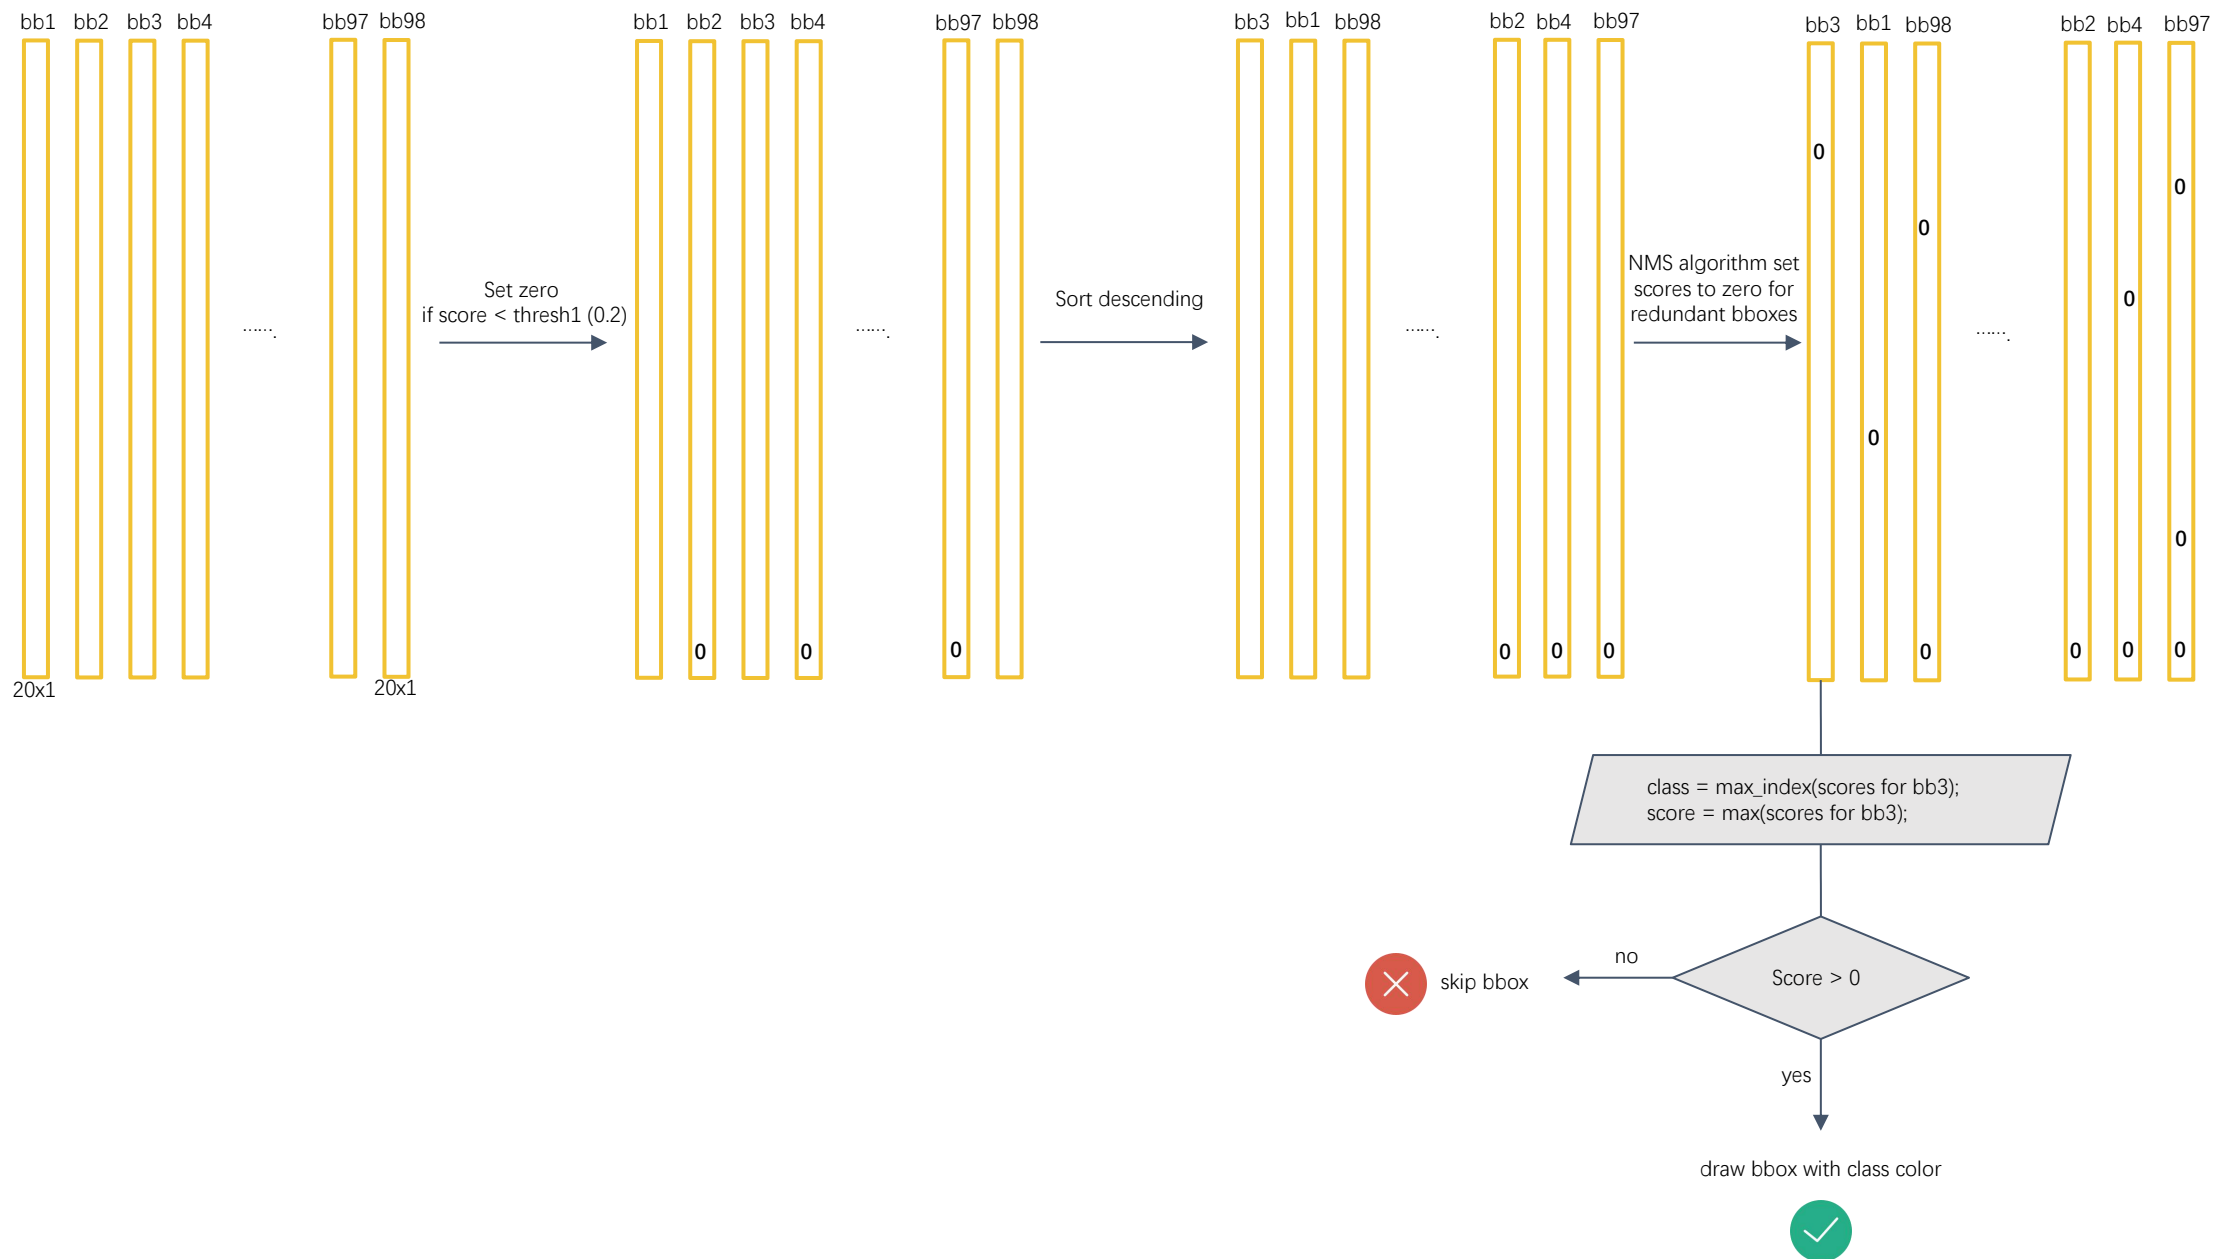 bb1 bb2 bb3 bb4 bb97 bb98
bb1 bb2 bb3 bb4 bb97 bb98
bb3 bb1 bb98 bb2 bb4 bb97
bb3 bb1 bb98 bb2 bb4 bb97
0
0
0
0
0
0
0
0 0 0
0 0 0
0 0 0 0
.......
.......
.......
.......
20x1
20x1
Set zero
if score < thresh1 (0.2)
Sort descending
NMS algorithm set
scores to zero for
redundant bboxes
class = max_index(scores for bb3);
score = max(scores for bb3);
Score > 0
no
skip bbox
yes
draw bbox with class color